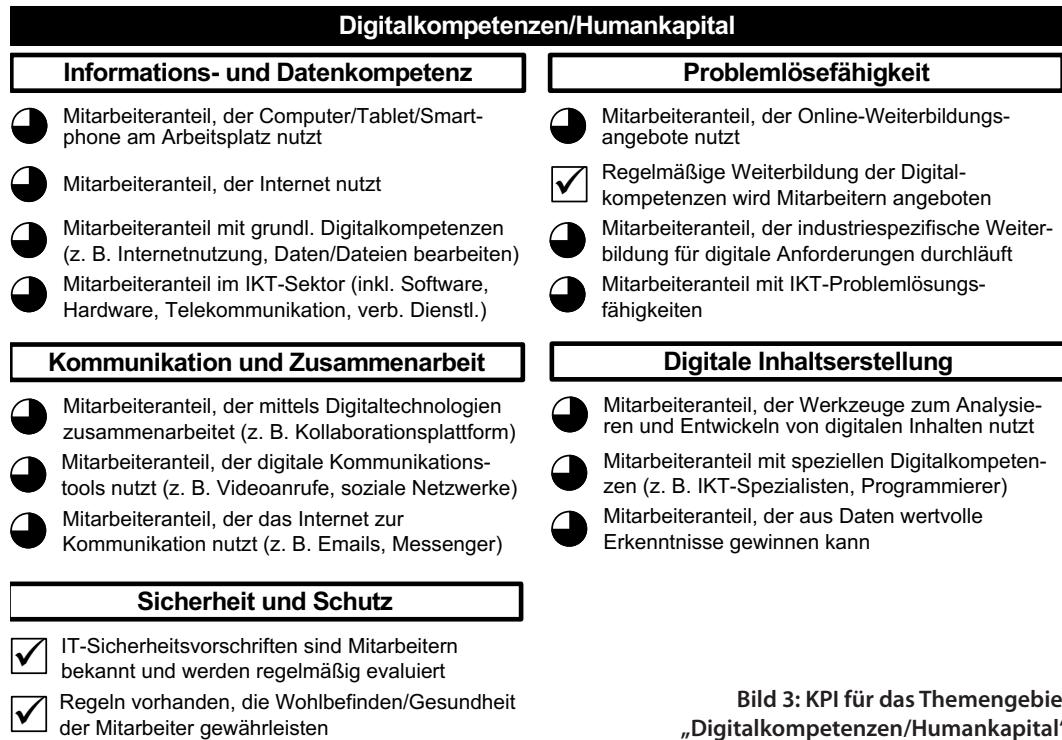 Digitalkompetenzen/Humankapital
Informations- und Datenkompetenz
Mitarbeiteranteil, der Computer/Tablet/Smart-
phone am Arbeitsplatz nutzt
Mitarbeiteranteil, der Internet nutzt
Mitarbeiteranteil mit grundl. Digitalkompetenzen
(z. B. Internetnutzung, Daten/Dateien bearbeiten)
Mitarbeiteranteil im IKT-Sektor (inkl. Software,
Hardware, Telekommunikation, verb. Dienstl.)
Problemlösefähigkeit
Mitarbeiteranteil, der Online-Weiterbildungs-
angebote nutzt
Regelmäßige Weiterbildung der Digital-
kompetenzen wird Mitarbeitern angeboten
Mitarbeiteranteil, der industriespezifische Weiter-
bildung für digitale Anforderungen durchläuft
Mitarbeiteranteil mit IKT-Problemlösungs-
fähigkeiten
Kommunikation und Zusammenarbeit
Mitarbeiteranteil, der mittels Digitaltechnologien
zusammenarbeitet (z. B. Kollaborationsplattform)
Mitarbeiteranteil, der digitale Kommunikations-
tools nutzt (z. B. Videoanrufe, soziale Netzwerke)
Mitarbeiteranteil, der das Internet zur
Kommunikation nutzt (z. B. Emails, Messenger)
Digitale Inhaltserstellung
Mitarbeiteranteil, der Werkzeuge zum Analysie-
ren und Entwickeln von digitalen Inhalten nutzt
Mitarbeiteranteil mit speziellen Digitalkompeten-
zen (z. B. IKT-Spezialisten, Programmierer)
Mitarbeiteranteil, der aus Daten wertvolle
Erkenntnisse gewinnen kann
Sicherheit und Schutz
IT-Sicherheitsvorschriften sind Mitarbeitern
bekannt und werden regelmäßig evaluiert
Regeln vorhanden, die Wohlbefinden/Gesundheit
der Mitarbeiter gewährleisten
Bild 3: KPI für das Themengebie
„Digitalkompetenzen/Humankapital“